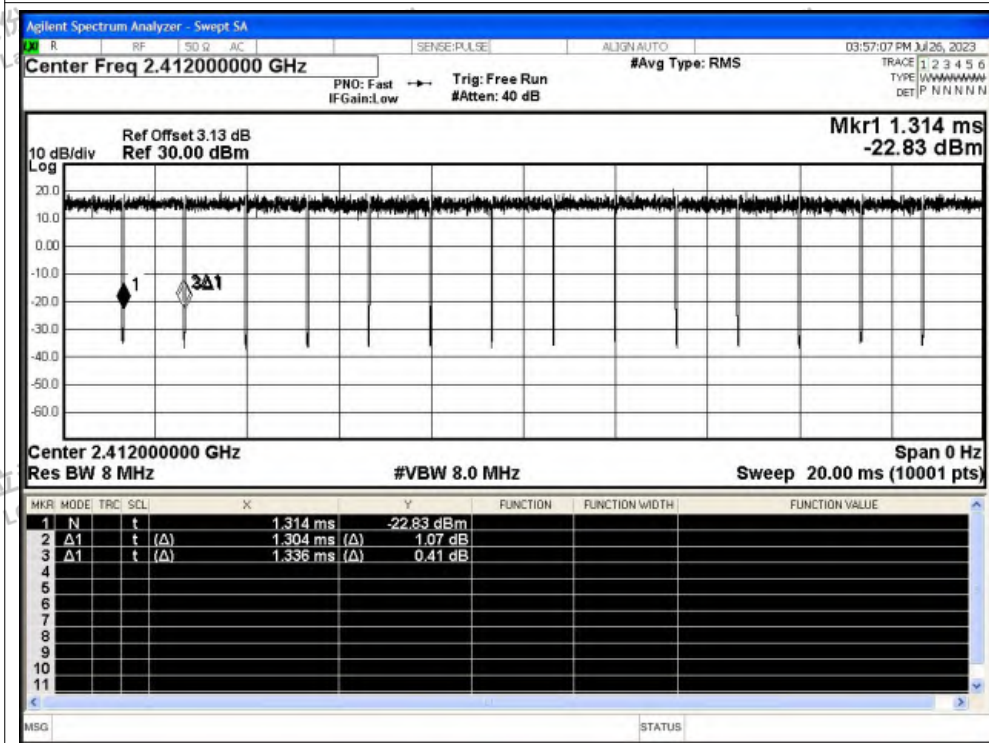 Agilent Spectrum Analyzer - Swept SA
R RF 50 Ω AC SENSE:PULSE ALIGN AUTO 03:57:07 PM Jul 26, 2023
Center Freq 2.412000000 GHz #Avg Type: RMS TRACE 1 2 3 4 5 6
PNO: Fast Trig: Free Run TYPE
IFGain:Low #Atten: 40 dB DET P N N N N N
Ref Offset 3.13 dB Mkr1 1.314 ms
10 dB/div Ref 30.00 dBm -22.83 dBm
Log
20.0
10.0
0.00
-10.0
1
3Δ1
-20.0
-30.0
-40.0
-50.0
-60.0
Center 2.412000000 GHz Span 0 Hz
Res BW 8 MHz #VBW 8.0 MHz Sweep 20.00 ms (10001 pts)
MKR MODE TRC SCL X Y FUNCTION FUNCTION WIDTH FUNCTION VALUE
1 N t 1.314 ms -22.83 dBm
2 Δ1 t (Δ) 1.304 ms (Δ) 1.07 dB
3 Δ1 t (Δ) 1.336 ms (Δ) 0.41 dB
4
5
6
7
8
9
10
11
MSG STATUS